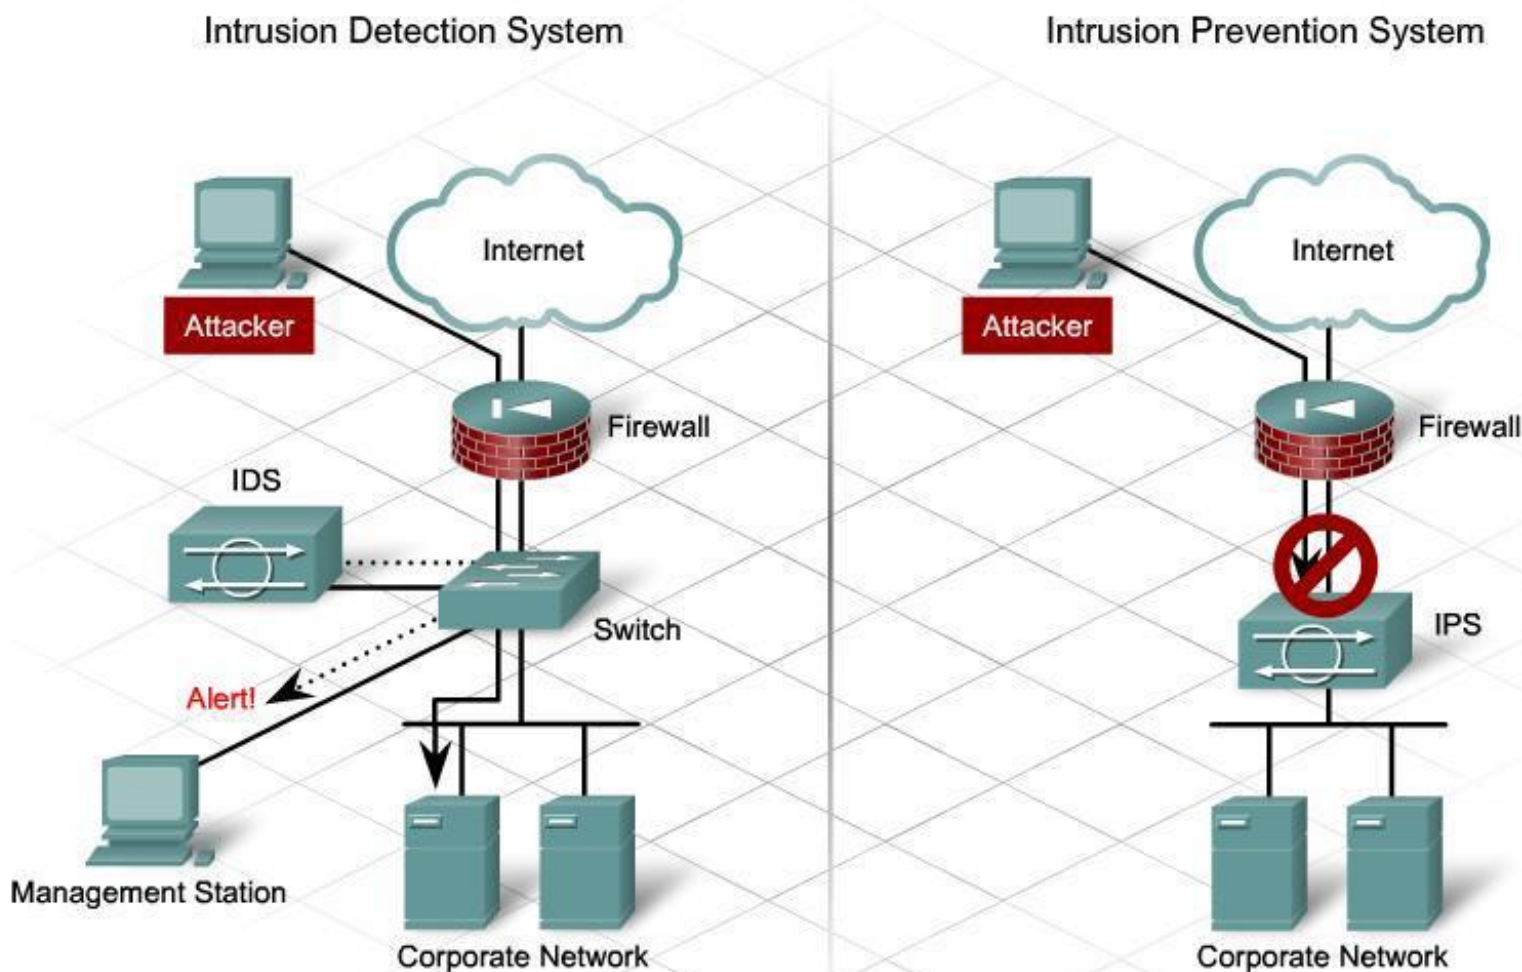 Intrusion Detection System
Internet
Attacker
Firewall
IDS
Switch
Alert!
Management Station
Corporate Network
Intrusion Prevention System
Internet
Attacker
Firewall
IPS
Corporate Network